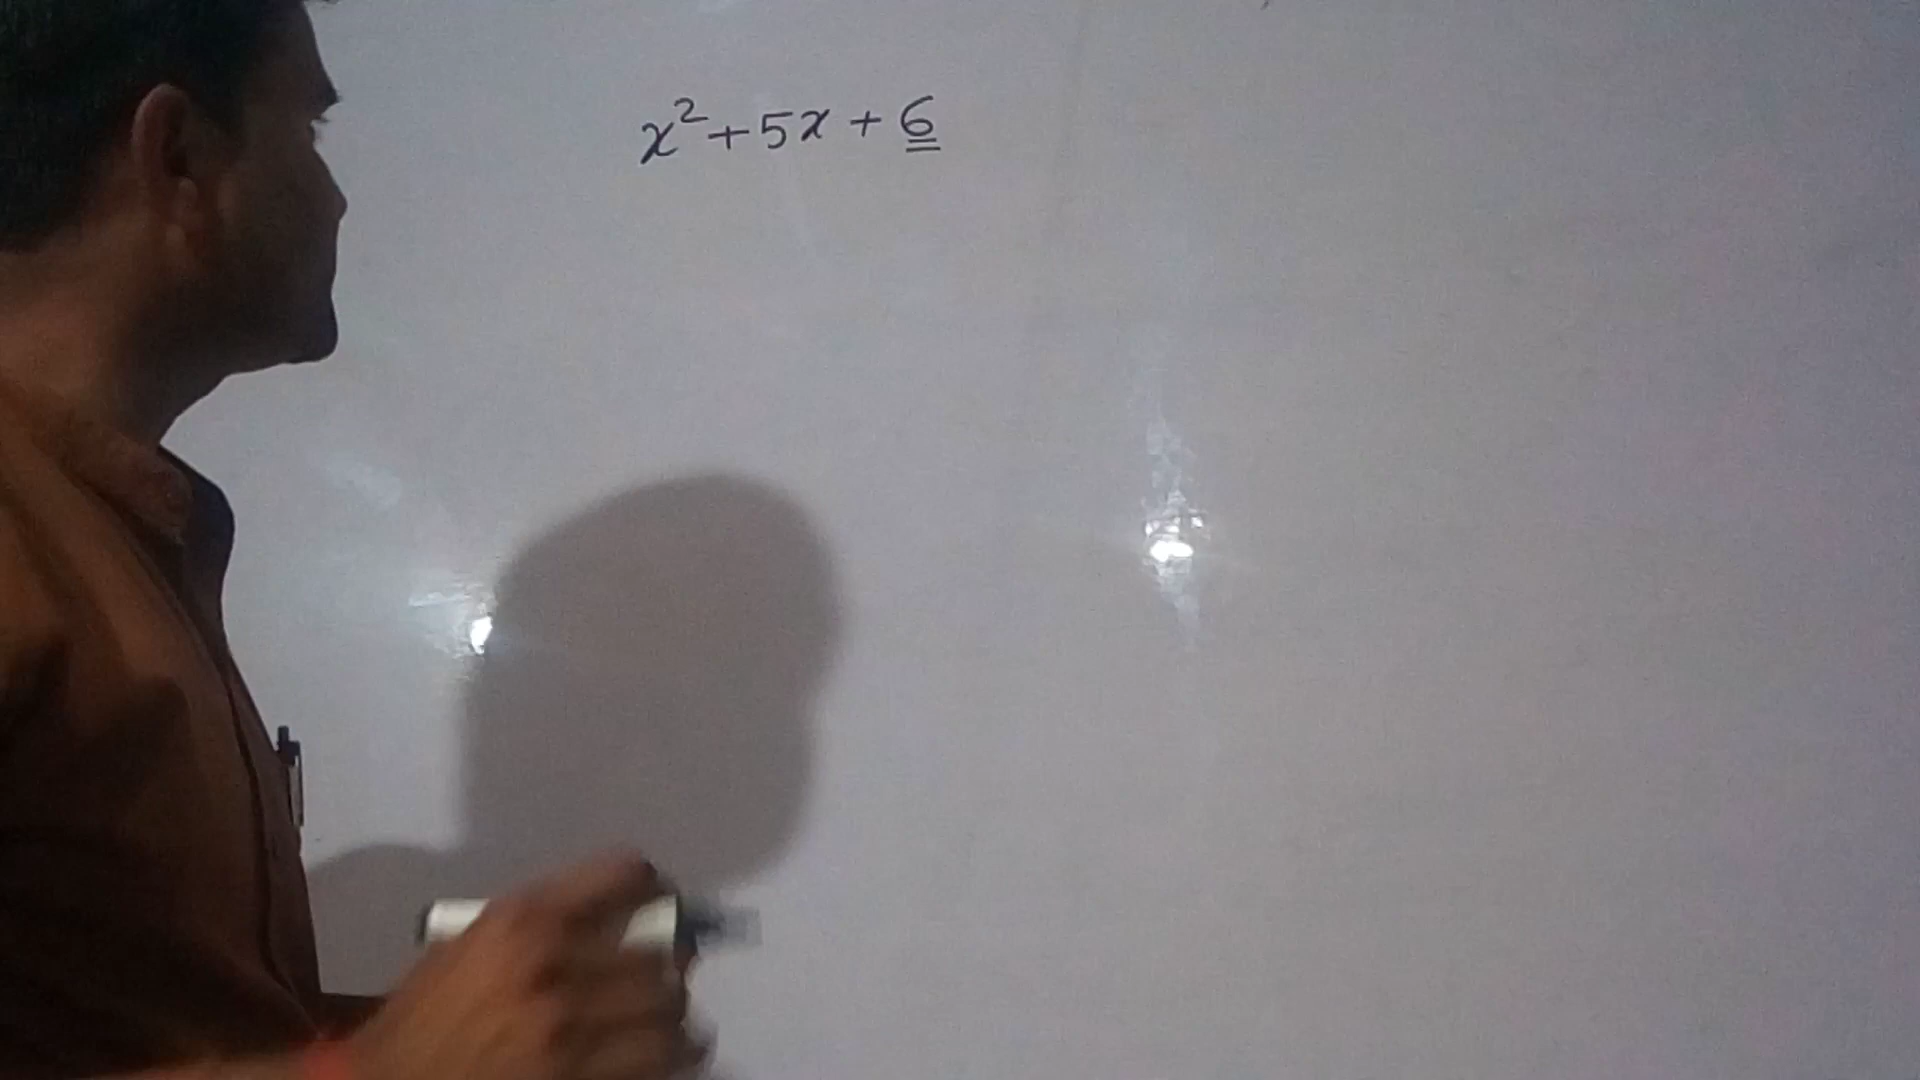 x² + 5x + 6